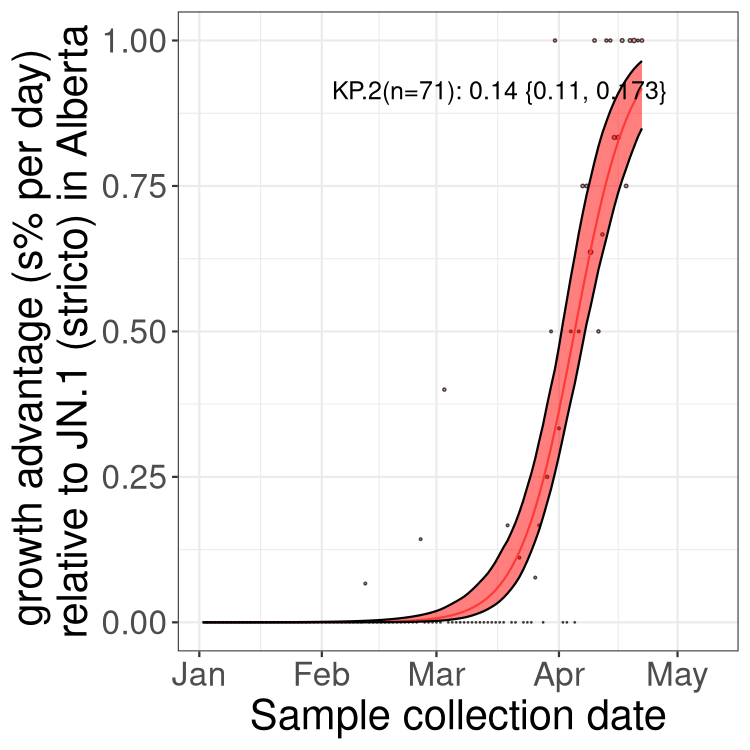 growth advantage (s% per day)
relative to JN.1 (stricto) in Alberta
1.00
0.75
0.50
0.25
0.00
KP.2(n=71): 0.14 {0.11, 0.173}
Jan Feb Mar Apr May
Sample collection date